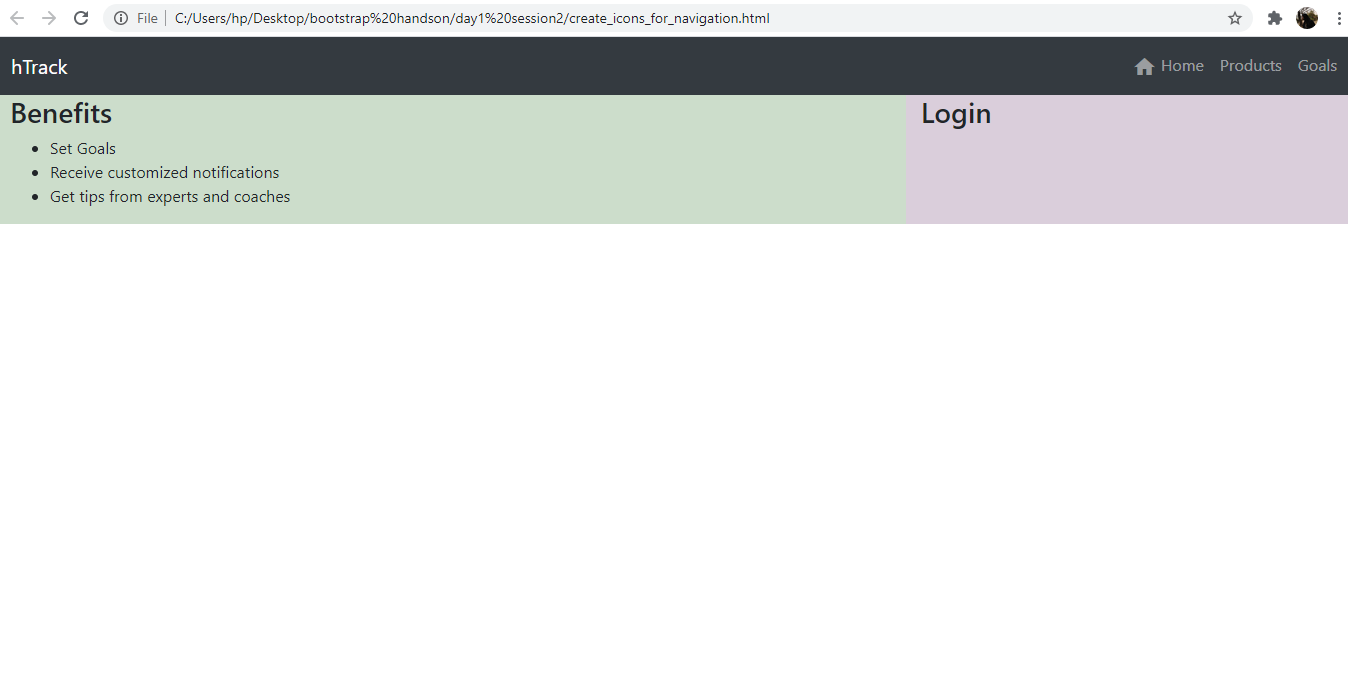 File C:/Users/hp/Desktop/bootstrap%20handson/day1%20session2/create_icons_for_navigation.html
hTrack Home Products Goals
Benefits
Set Goals
Receive customized notifications
Get tips from experts and coaches
Login